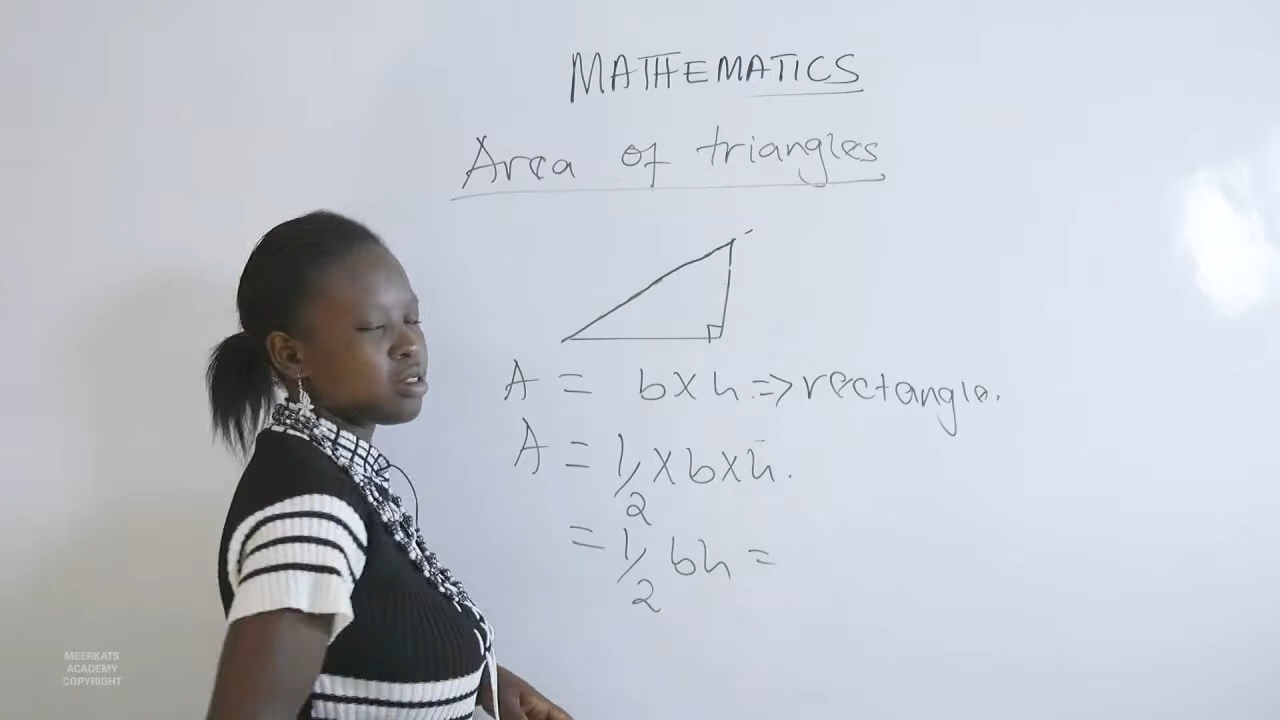 MATHEMATICS
Area of triangles
A = b×h => rectangle.
A = 1/2 × b × h.
= 1/2 bh =
MEERKATS
ACADEMY
COPYRIGHT